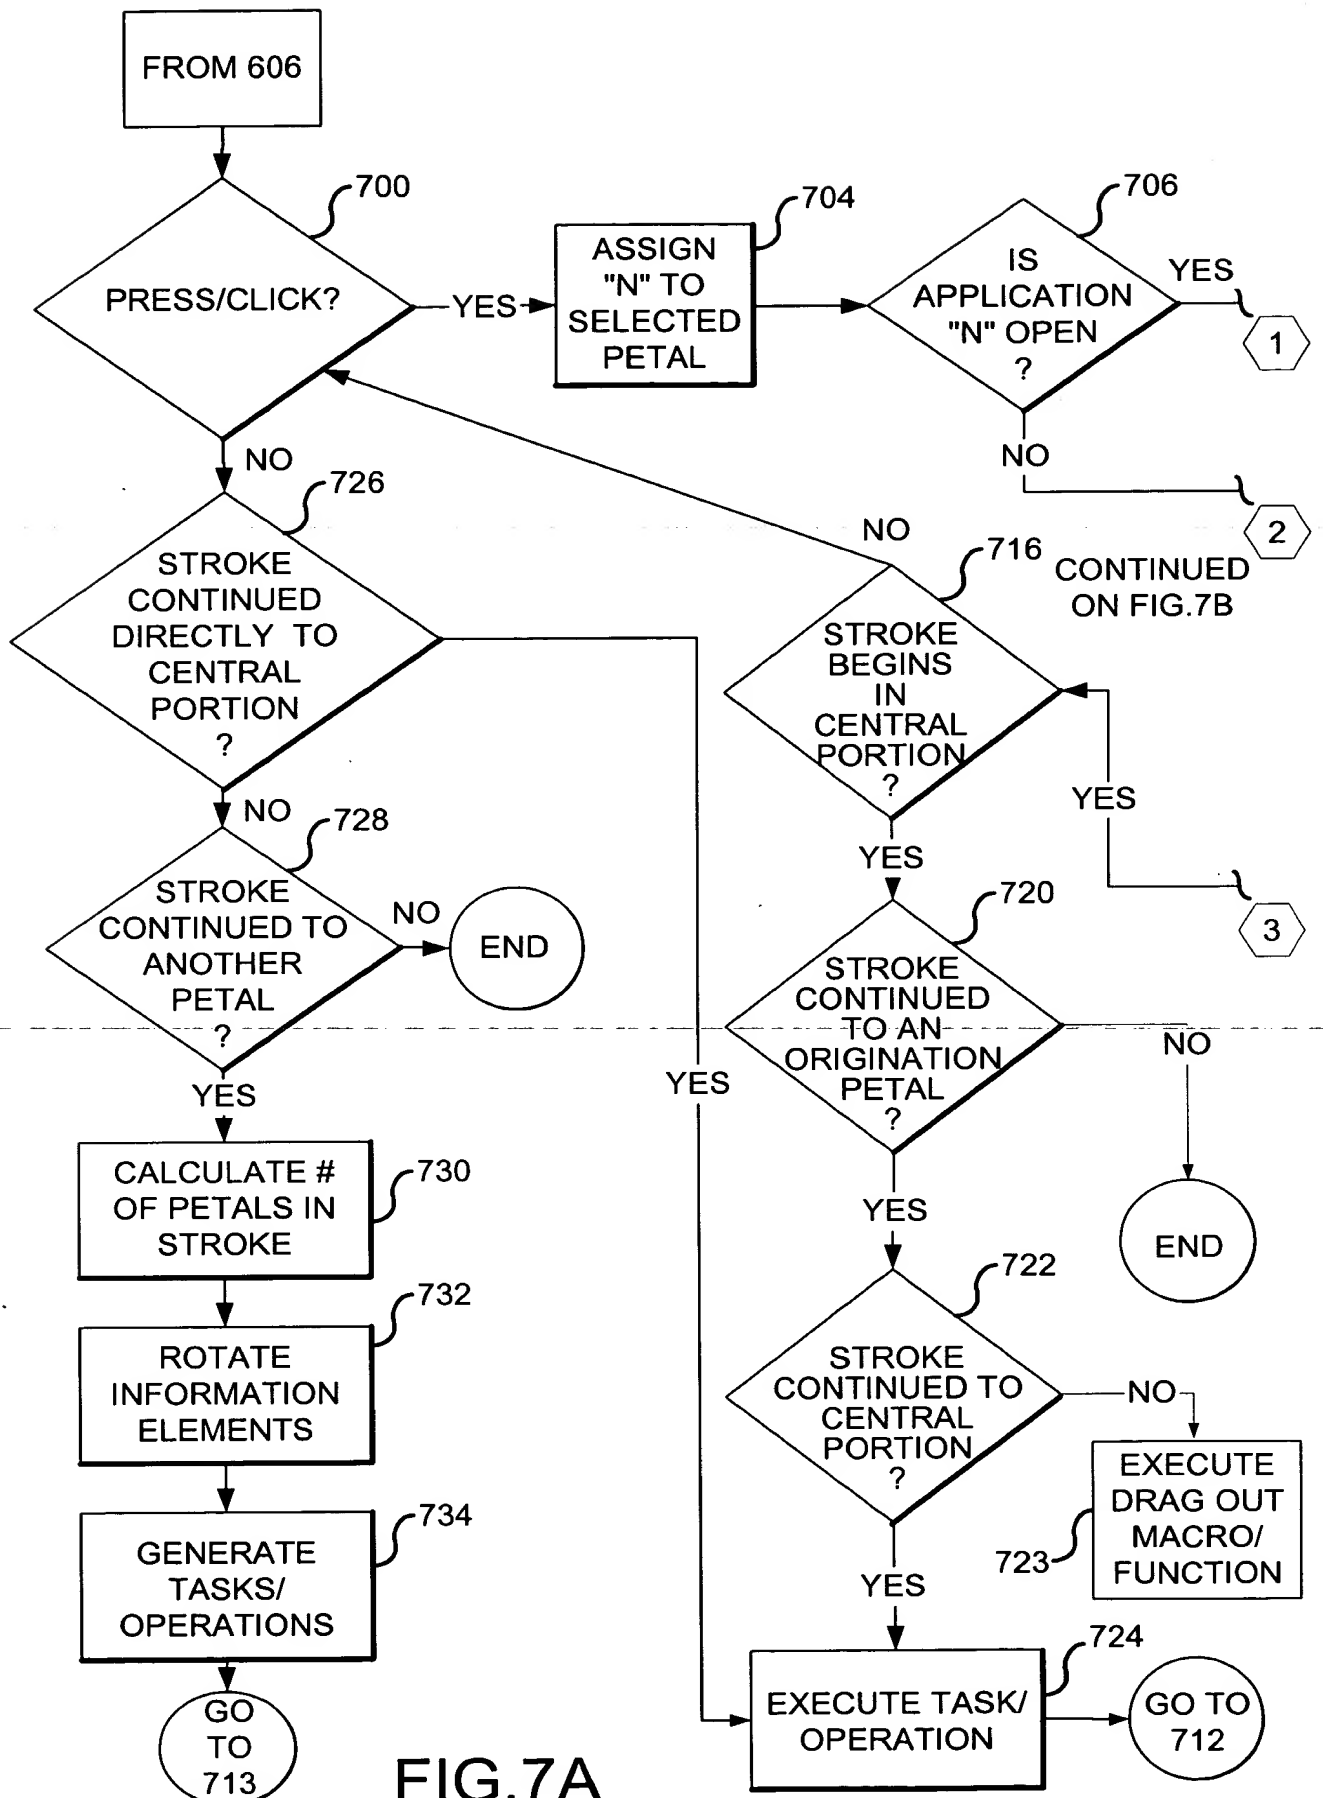 FROM 606
700
PRESS/CLICK?
YES
704
ASSIGN
"N" TO
SELECTED
PETAL
706
IS
APPLICATION
"N" OPEN
?
YES
1
NO
2
CONTINUED
ON FIG.7B
NO
726
STROKE
CONTINUED
DIRECTLY TO
CENTRAL
PORTION
?
YES
NO
728
STROKE
CONTINUED TO
ANOTHER
PETAL
?
NO
END
YES
CALCULATE #
OF PETALS IN
STROKE
730
ROTATE
INFORMATION
ELEMENTS
732
GENERATE
TASKS/
OPERATIONS
734
GO
TO
713
NO
716
STROKE
BEGINS
IN
CENTRAL
PORTION
?
YES
3
YES
720
STROKE
CONTINUED
TO AN
ORIGINATION
PETAL
?
NO
END
YES
722
STROKE
CONTINUED TO
CENTRAL
PORTION
?
NO
EXECUTE
DRAG OUT
MACRO/
FUNCTION
723
YES
724
EXECUTE TASK/
OPERATION
GO TO
712
FIG.7A